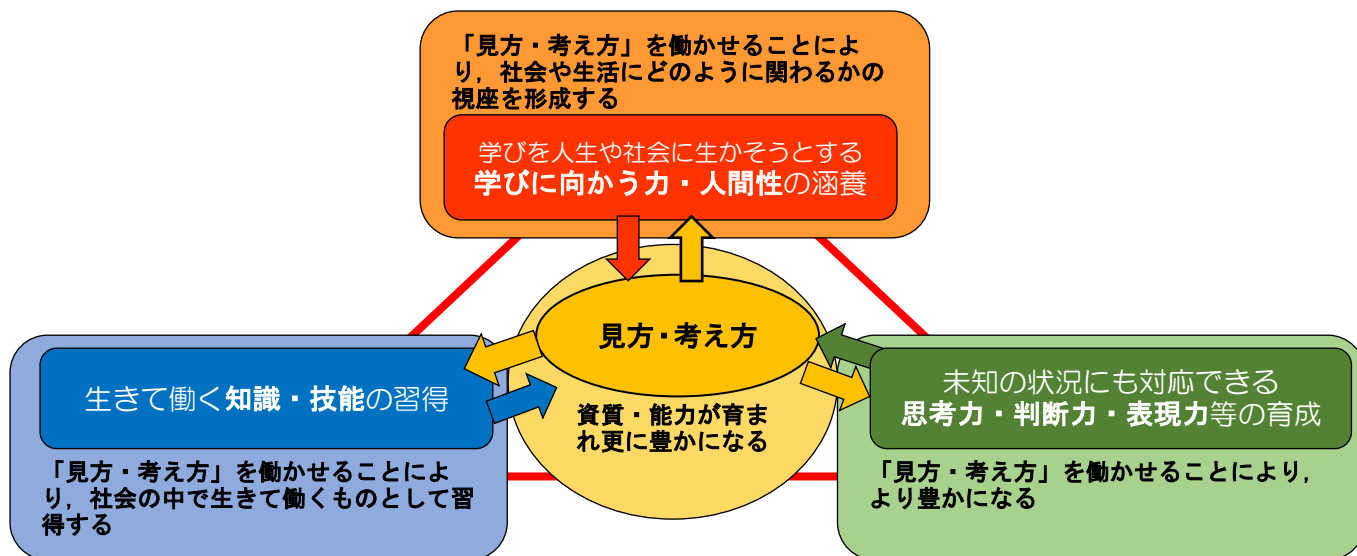 「見方・考え方」を働かせることによ
り，社会や生活にどのように関わるかの
視座を形成する
学びを人生や社会に生かそうとする
学びに向かう力・人間性の涵養
見方・考え方
資質・能力が育ま
れ更に豊かになる
生きて働く知識・技能の習得
「見方・考え方」を働かせることによ
り，社会の中で生きて働くものとして習
得する
未知の状況にも対応できる
思考力・判断力・表現力等の育成
「見方・考え方」を働かせることにより，
より豊かになる